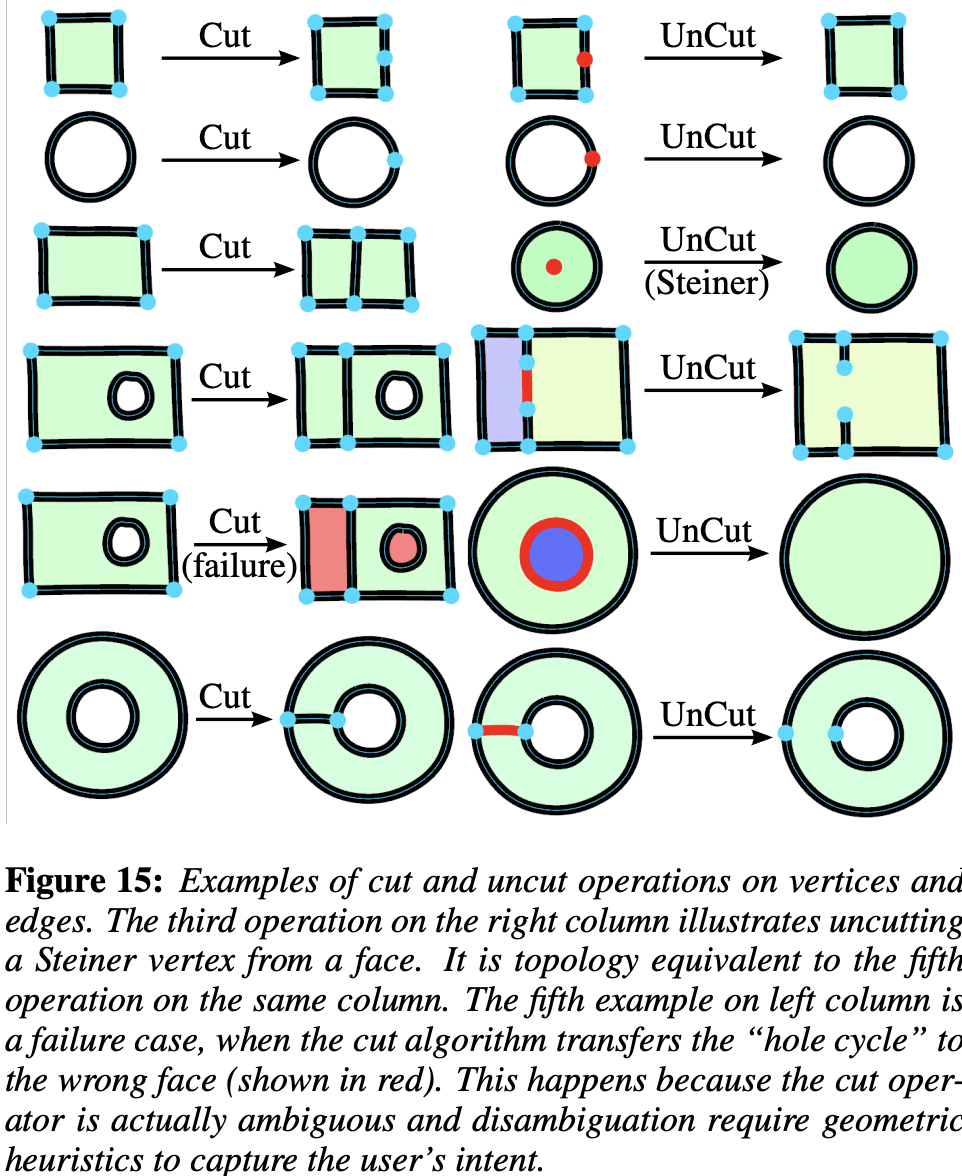 Cut UnCut
Cut UnCut
Cut UnCut
(Steiner)
Cut UnCut
Cut UnCut
(failure)
Cut UnCut
Figure 15: Examples of cut and uncut operations on vertices and
edges. The third operation on the right column illustrates uncutting
a Steiner vertex from a face. It is topology equivalent to the fifth
operation on the same column. The fifth example on left column is
a failure case, when the cut algorithm transfers the “hole cycle” to
the wrong face (shown in red). This happens because the cut oper-
ator is actually ambiguous and disambiguation require geometric
heuristics to capture the user’s intent.